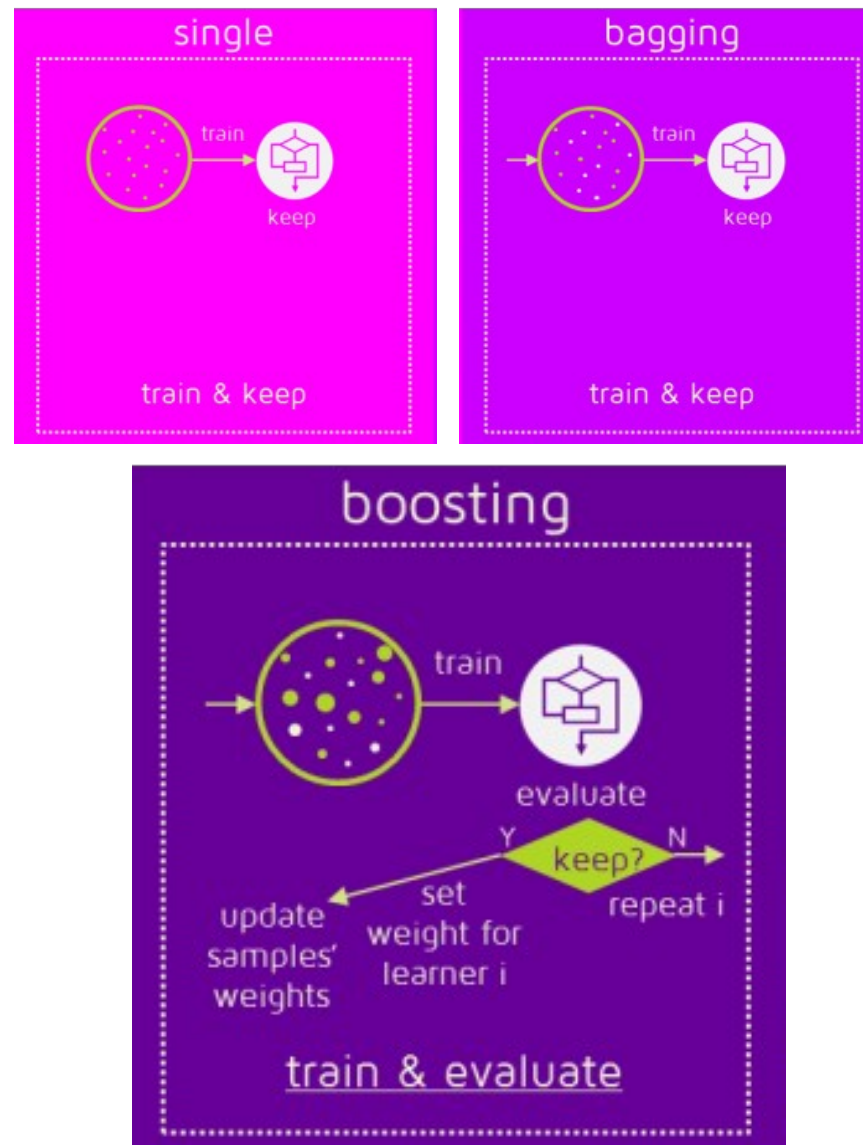 single
train
keep
train & keep
bagging
train
keep
train & keep
boosting
train
evaluate
Y
keep?
N
set
weight for
learner i
update
samples'
weights
repeat i
train & evaluate